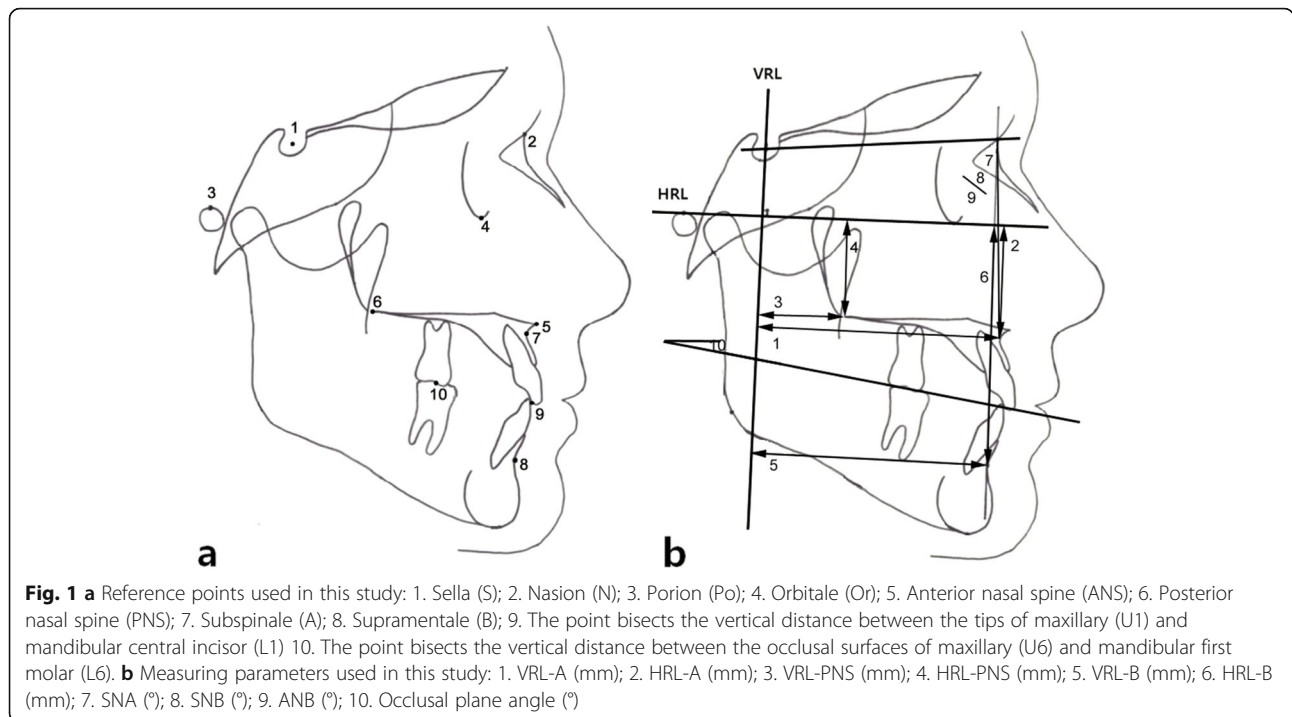 1
2
3
4
5
6
7
8
9
10
a
VRL
HRL
1
2
3
4
1
5
6
7
8
9
10
b
Fig. 1 a Reference points used in this study: 1. Sella (S); 2. Nasion (N); 3. Porion (Po); 4. Orbitale (Or); 5. Anterior nasal spine (ANS); 6. Posterior
nasal spine (PNS); 7. Subspinale (A); 8. Supramentale (B); 9. The point bisects the vertical distance between the tips of maxillary (U1) and
mandibular central incisor (L1) 10. The point bisects the vertical distance between the occlusal surfaces of maxillary (U6) and mandibular first
molar (L6). b Measuring parameters used in this study: 1. VRL-A (mm); 2. HRL-A (mm); 3. VRL-PNS (mm); 4. HRL-PNS (mm); 5. VRL-B (mm); 6. HRL-B
(mm); 7. SNA (°); 8. SNB (°); 9. ANB (°); 10. Occlusal plane angle (°)